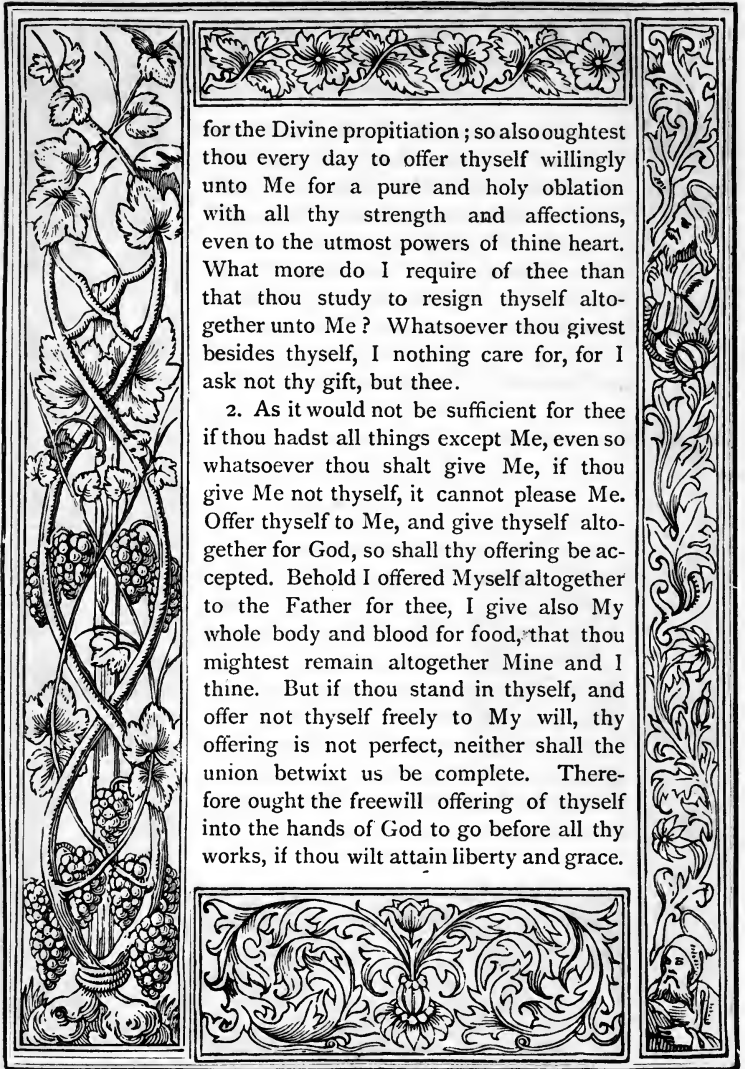 for the Divine propitiation ; so also oughtest
thou every day to offer thyself willingly
unto Me for a pure and holy oblation
with all thy strength and affections,
even to the utmost powers of thine heart.
What more do I require of thee than
that thou study to resign thyself alto-
gether unto Me ? Whatsoever thou givest
besides thyself, I nothing care for, for I
ask not thy gift, but thee.
2. As it would not be sufficient for thee
if thou hadst all things except Me, even so
whatsoever thou shalt give Me, if thou
give Me not thyself, it cannot please Me.
Offer thyself to Me, and give thyself alto-
gether for God, so shall thy offering be ac-
cepted. Behold I offered Myself altogether
to the Father for thee, I give also My
whole body and blood for food, that thou
mightest remain altogether Mine and I
thine. But if thou stand in thyself, and
offer not thyself freely to My will, thy
offering is not perfect, neither shall the
union betwixt us be complete. There-
fore ought the freewill offering of thyself
into the hands of God to go before all thy
works, if thou wilt attain liberty and grace.